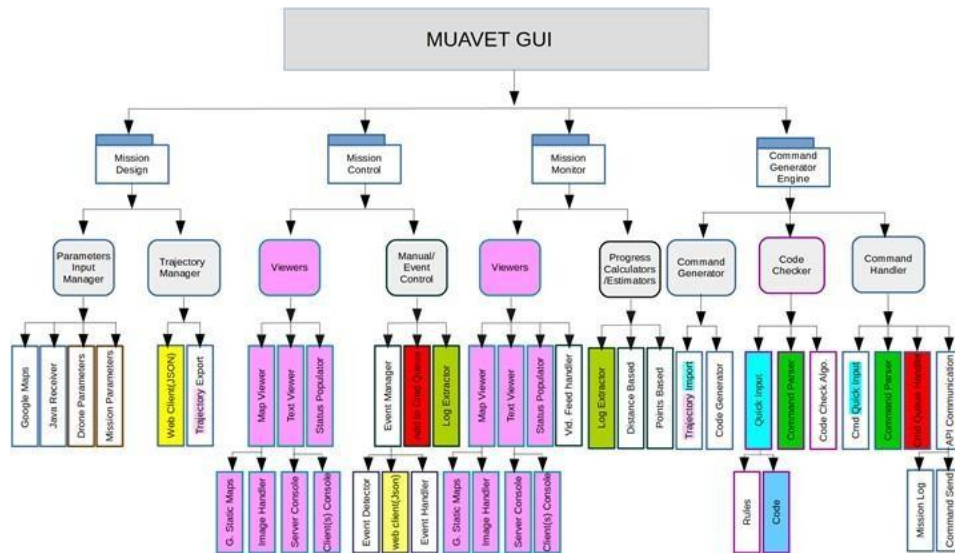 MUAVET GUI
Mission
Design
Mission
Control
Mission
Monitor
Command
Generator
Engine
Parameters
Input
Manager
Trajectory
Manager
Viewers
Manual/
Event
Control
Viewers
Progress
Calculators
/Estimators
Command
Generator
Code
Checker
Command
Handler
Google Maps
Java Receiver
Drone Parameters
Mission Parameters
Web Client(JSON)
Trajectory Export
Map Viewer
Text Viewer
Status Populator
Event Manager
Add to Cmd Queue
Log Extractor
Map Viewer
Text Viewer
Status Populator
Vid. Feed handler
Log Extractor
Distance Based
Points Based
Trajectory Import
Code Generator
Quick Input
Command Parser
Code Check Algo.
Cmd Quick Input
Command Parser
Cmd Queue Handler
API Communication
G. Static Maps
Image Handler
Server Console
Client(s) Console
Event Detector
web client(Json)
Event Handler
G. Static Maps
Image Handler
Server Console
Client(s) Console
Rules
Code
Mission Log
Command Send